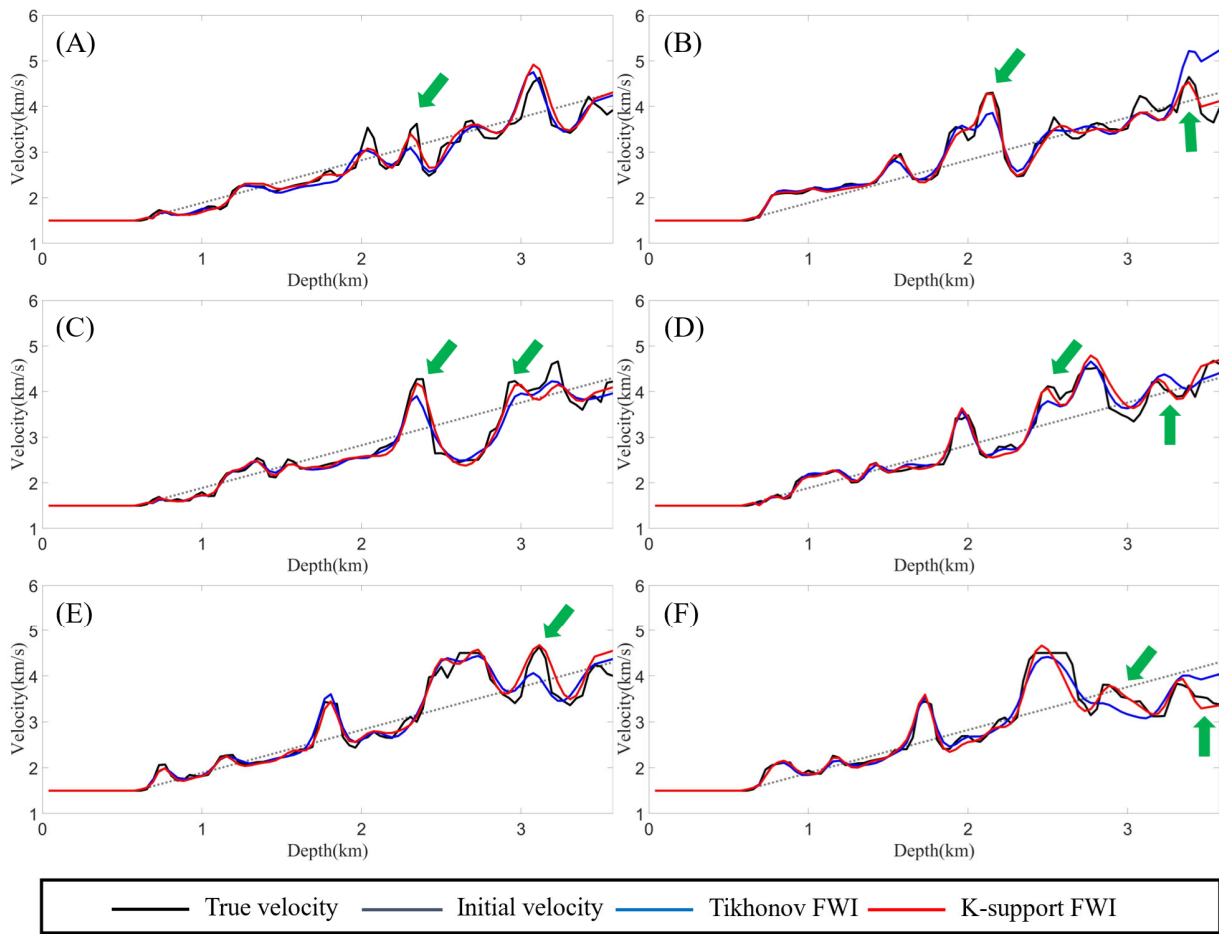 (A)
6
5
4
3
2
1
Velocity(km/s)
0 1 2 3
Depth(km)
(B)
6
5
4
3
2
1
Velocity(km/s)
0 1 2 3
Depth(km)
(C)
6
5
4
3
2
1
Velocity(km/s)
0 1 2 3
Depth(km)
(D)
6
5
4
3
2
1
Velocity(km/s)
0 1 2 3
Depth(km)
(E)
6
5
4
3
2
1
Velocity(km/s)
0 1 2 3
Depth(km)
(F)
6
5
4
3
2
1
Velocity(km/s)
0 1 2 3
Depth(km)
True velocity Initial velocity Tikhonov FWI K-support FWI